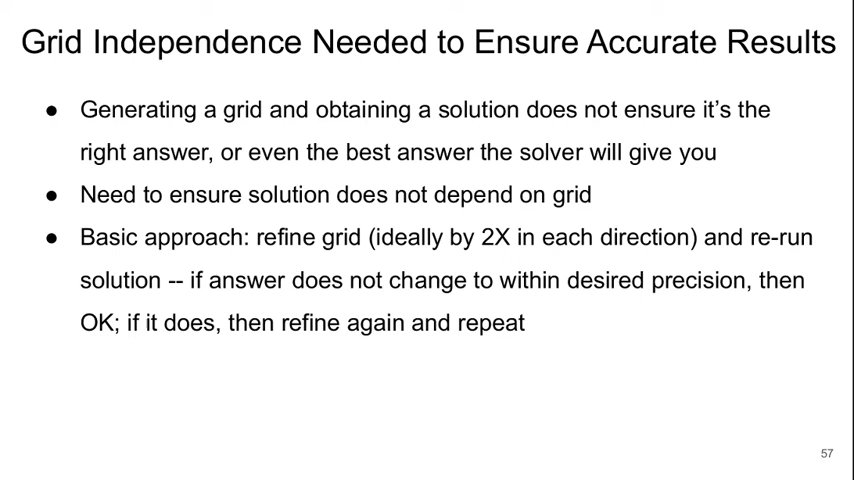 Grid Independence Needed to Ensure Accurate Results
● Generating a grid and obtaining a solution does not ensure it’s the
right answer, or even the best answer the solver will give you
● Need to ensure solution does not depend on grid
● Basic approach: refine grid (ideally by 2X in each direction) and re-run
solution -- if answer does not change to within desired precision, then
OK; if it does, then refine again and repeat
57